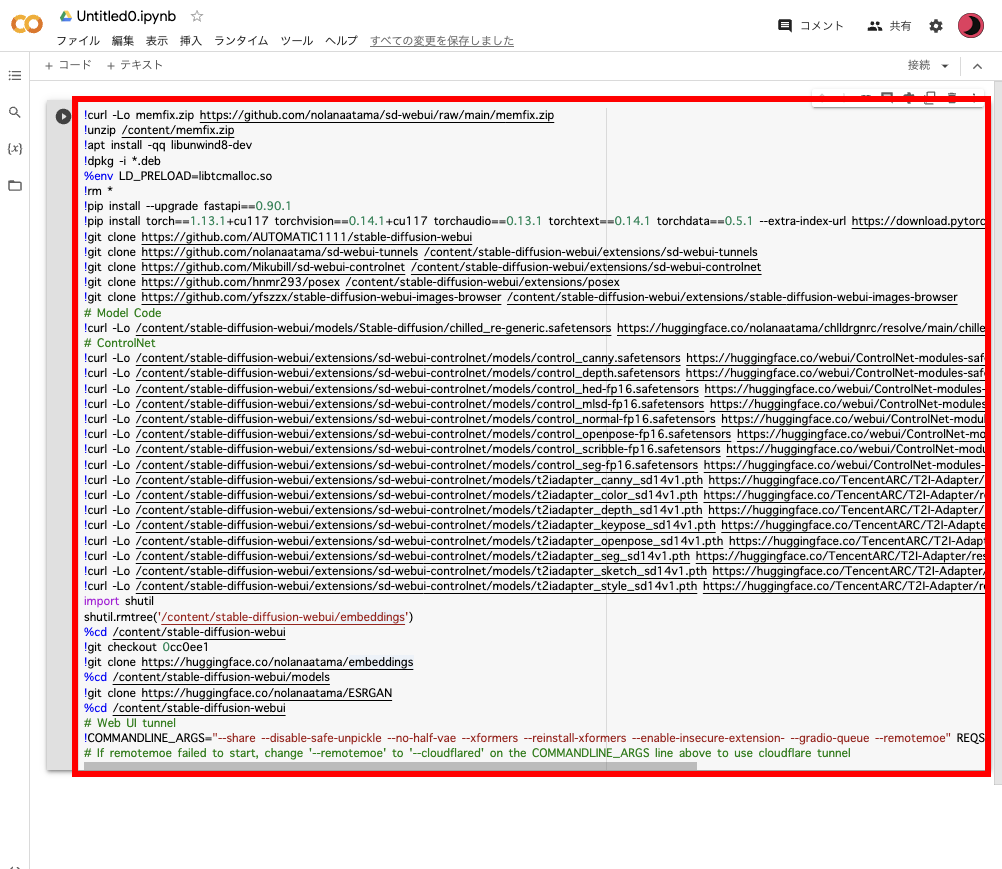 CO Untitled0.ipynb
ファイル 編集 表示 挿入 ランタイム ツール ヘルプ すべての変更を保存しました
コメント 共有
+ コード + テキスト 接続
{x}
!curl -Lo memfix.zip https://github.com/nolanaatama/sd-webui/raw/main/memfix.zip
!unzip /content/memfix.zip
!apt install -qq libunwind8-dev
!dpkg -i *.deb
%env LD_PRELOAD=libtcmalloc.so
!rm *
!pip install --upgrade fastapi==0.90.1
!pip install torch==1.13.1+cu117 torchvision==0.14.1+cu117 torchaudio==0.13.1 torchtext==0.14.1 torchdata==0.5.1 --extra-index-url https://download.pytorc
!git clone https://github.com/AUTOMATIC1111/stable-diffusion-webui
!git clone https://github.com/nolanaatama/sd-webui-tunnels /content/stable-diffusion-webui/extensions/sd-webui-tunnels
!git clone https://github.com/Mikubill/sd-webui-controlnet /content/stable-diffusion-webui/extensions/sd-webui-controlnet
!git clone https://github.com/hnmr293/posex /content/stable-diffusion-webui/extensions/posex
!git clone https://github.com/yfszzx/stable-diffusion-webui-images-browser /content/stable-diffusion-webui/extensions/stable-diffusion-webui-images-browser
# Model Code
!curl -Lo /content/stable-diffusion-webui/models/Stable-diffusion/chilled_re-generic.safetensors https://huggingface.co/nolanaatama/chlldrgnrc/resolve/main/chille
# ControlNet
!curl -Lo /content/stable-diffusion-webui/extensions/sd-webui-controlnet/models/control_canny.safetensors https://huggingface.co/webui/ControlNet-modules-saf
!curl -Lo /content/stable-diffusion-webui/extensions/sd-webui-controlnet/models/control_depth.safetensors https://huggingface.co/webui/ControlNet-modules-saf
!curl -Lo /content/stable-diffusion-webui/extensions/sd-webui-controlnet/models/control_hed-fp16.safetensors https://huggingface.co/webui/ControlNet-modules-
!curl -Lo /content/stable-diffusion-webui/extensions/sd-webui-controlnet/models/control_mlsd-fp16.safetensors https://huggingface.co/webui/ControlNet-modules
!curl -Lo /content/stable-diffusion-webui/extensions/sd-webui-controlnet/models/control_normal-fp16.safetensors https://huggingface.co/webui/ControlNet-modul
!curl -Lo /content/stable-diffusion-webui/extensions/sd-webui-controlnet/models/control_openpose-fp16.safetensors https://huggingface.co/webui/ControlNet-mo
!curl -Lo /content/stable-diffusion-webui/extensions/sd-webui-controlnet/models/control_scribble-fp16.safetensors https://huggingface.co/webui/ControlNet-modu
!curl -Lo /content/stable-diffusion-webui/extensions/sd-webui-controlnet/models/control_seg-fp16.safetensors https://huggingface.co/webui/ControlNet-modules-
!curl -Lo /content/stable-diffusion-webui/extensions/sd-webui-controlnet/models/t2iadapter_canny_sd14v1.pth https://huggingface.co/TencentARC/T2I-Adapter/
!curl -Lo /content/stable-diffusion-webui/extensions/sd-webui-controlnet/models/t2iadapter_color_sd14v1.pth https://huggingface.co/TencentARC/T2I-Adapter/re
!curl -Lo /content/stable-diffusion-webui/extensions/sd-webui-controlnet/models/t2iadapter_depth_sd14v1.pth https://huggingface.co/TencentARC/T2I-Adapter/
!curl -Lo /content/stable-diffusion-webui/extensions/sd-webui-controlnet/models/t2iadapter_keypose_sd14v1.pth https://huggingface.co/TencentARC/T2I-Adapte
!curl -Lo /content/stable-diffusion-webui/extensions/sd-webui-controlnet/models/t2iadapter_openpose_sd14v1.pth https://huggingface.co/TencentARC/T2I-Adapt
!curl -Lo /content/stable-diffusion-webui/extensions/sd-webui-controlnet/models/t2iadapter_seg_sd14v1.pth https://huggingface.co/TencentARC/T2I-Adapter/res
!curl -Lo /content/stable-diffusion-webui/extensions/sd-webui-controlnet/models/t2iadapter_sketch_sd14v1.pth https://huggingface.co/TencentARC/T2I-Adapter/
!curl -Lo /content/stable-diffusion-webui/extensions/sd-webui-controlnet/models/t2iadapter_style_sd14v1.pth https://huggingface.co/TencentARC/T2I-Adapter/re
import shutil
shutil.rmtree('/content/stable-diffusion-webui/embeddings')
%cd /content/stable-diffusion-webui
!git checkout 0cc0ee1
!git clone https://huggingface.co/nolanaatama/embeddings
%cd /content/stable-diffusion-webui/models
!git clone https://huggingface.co/nolanaatama/ESRGAN
%cd /content/stable-diffusion-webui
# Web UI tunnel
!COMMANDLINE_ARGS="--share --disable-safe-unpickle --no-half-vae --xformers --reinstall-xformers --enable-insecure-extension- --gradio-queue --remotemoe" REQS
# If remotemoe failed to start, change '--remotemoe' to '--cloudflared' on the COMMANDLINE_ARGS line above to use cloudflare tunnel